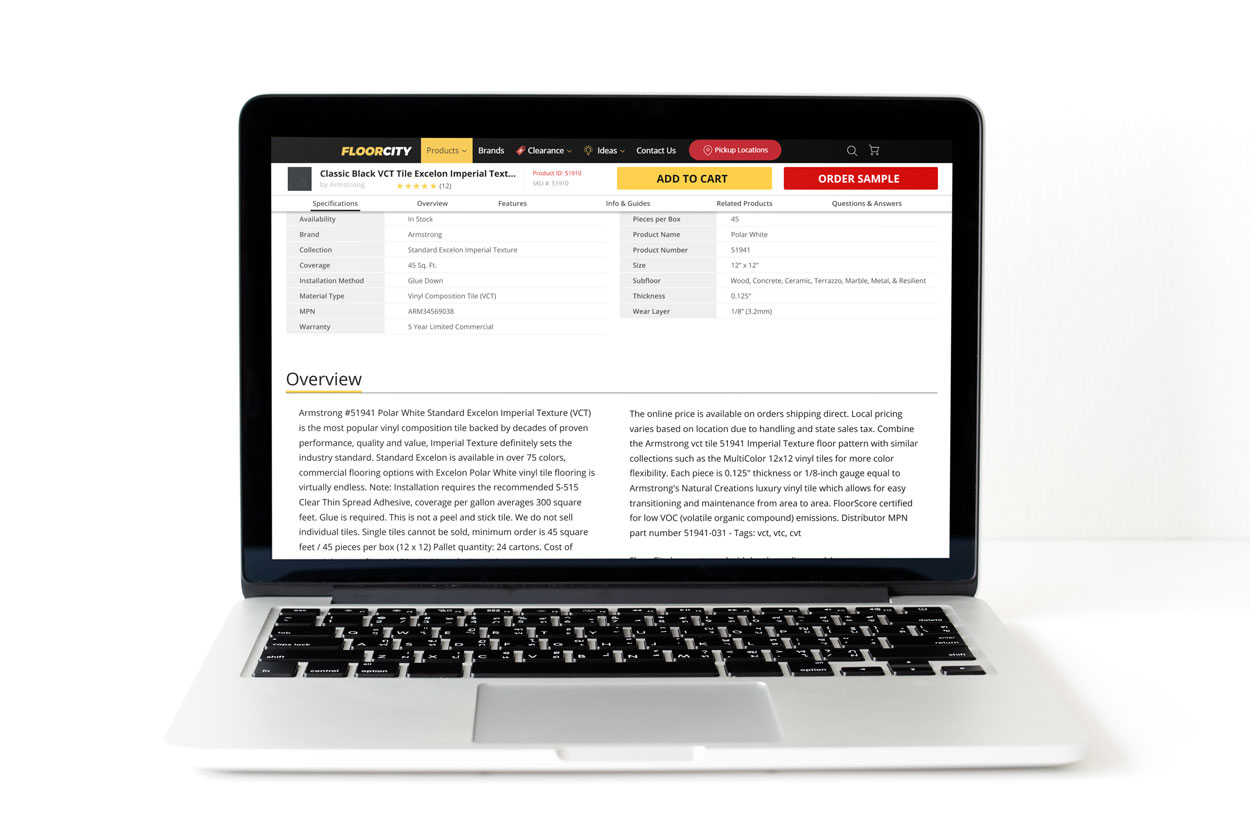 FLOORCITY Products Brands Clearance Ideas Contact Us Pickup Locations
Classic Black VCT Tile Excelon Imperial Text...
by Armstrong
(12)
Product ID: 51910
SKU #: 51910
ADD TO CART
ORDER SAMPLE
Specifications Overview Features Info & Guides Related Products Questions & Answers
Availability In Stock
Brand Armstrong
Collection Standard Excelon Imperial Texture
Coverage 45 Sq. Ft.
Installation Method Glue Down
Material Type Vinyl Composition Tile (VCT)
MPN ARM34569038
Warranty 5 Year Limited Commercial
Pieces per Box 45
Product Name Polar White
Product Number 51941
Size 12" x 12"
Subfloor Wood, Concrete, Ceramic, Terrazzo, Marble, Metal, & Resilient
Thickness 0.125"
Wear Layer 1/8" (3.2mm)
Overview
Armstrong #51941 Polar White Standard Excelon Imperial Texture (VCT)
is the most popular vinyl composition tile backed by decades of proven
performance, quality and value, Imperial Texture definitely sets the
industry standard. Standard Excelon is available in over 75 colors,
commercial flooring options with Excelon Polar White vinyl tile flooring is
virtually endless. Note: Installation requires the recommended S-515
Clear Thin Spread Adhesive, coverage per gallon averages 300 square
feet. Glue is required. This is not a peel and stick tile. We do not sell
individual tiles. Single tiles cannot be sold, minimum order is 45 square
feet / 45 pieces per box (12 x 12) Pallet quantity: 24 cartons. Cost of
The online price is available on orders shipping direct. Local pricing
varies based on location due to handling and state sales tax. Combine
the Armstrong vct tile 51941 Imperial Texture floor pattern with similar
collections such as the MultiColor 12x12 vinyl tiles for more color
flexibility. Each piece is 0.125" thickness or 1/8-inch gauge equal to
Armstrong's Natural Creations luxury vinyl tile which allows for easy
transitioning and maintenance from area to area. FloorScore certified
for low VOC (volatile organic compound) emissions. Distributor MPN
part number 51941-031 - Tags: vct, vtc, cvt
esc
delete
tab Q W E R T Y U O P
enter
return
caps lock A S D F G H J K L
shift Z X C V B N M shift
fn control alt option alt option